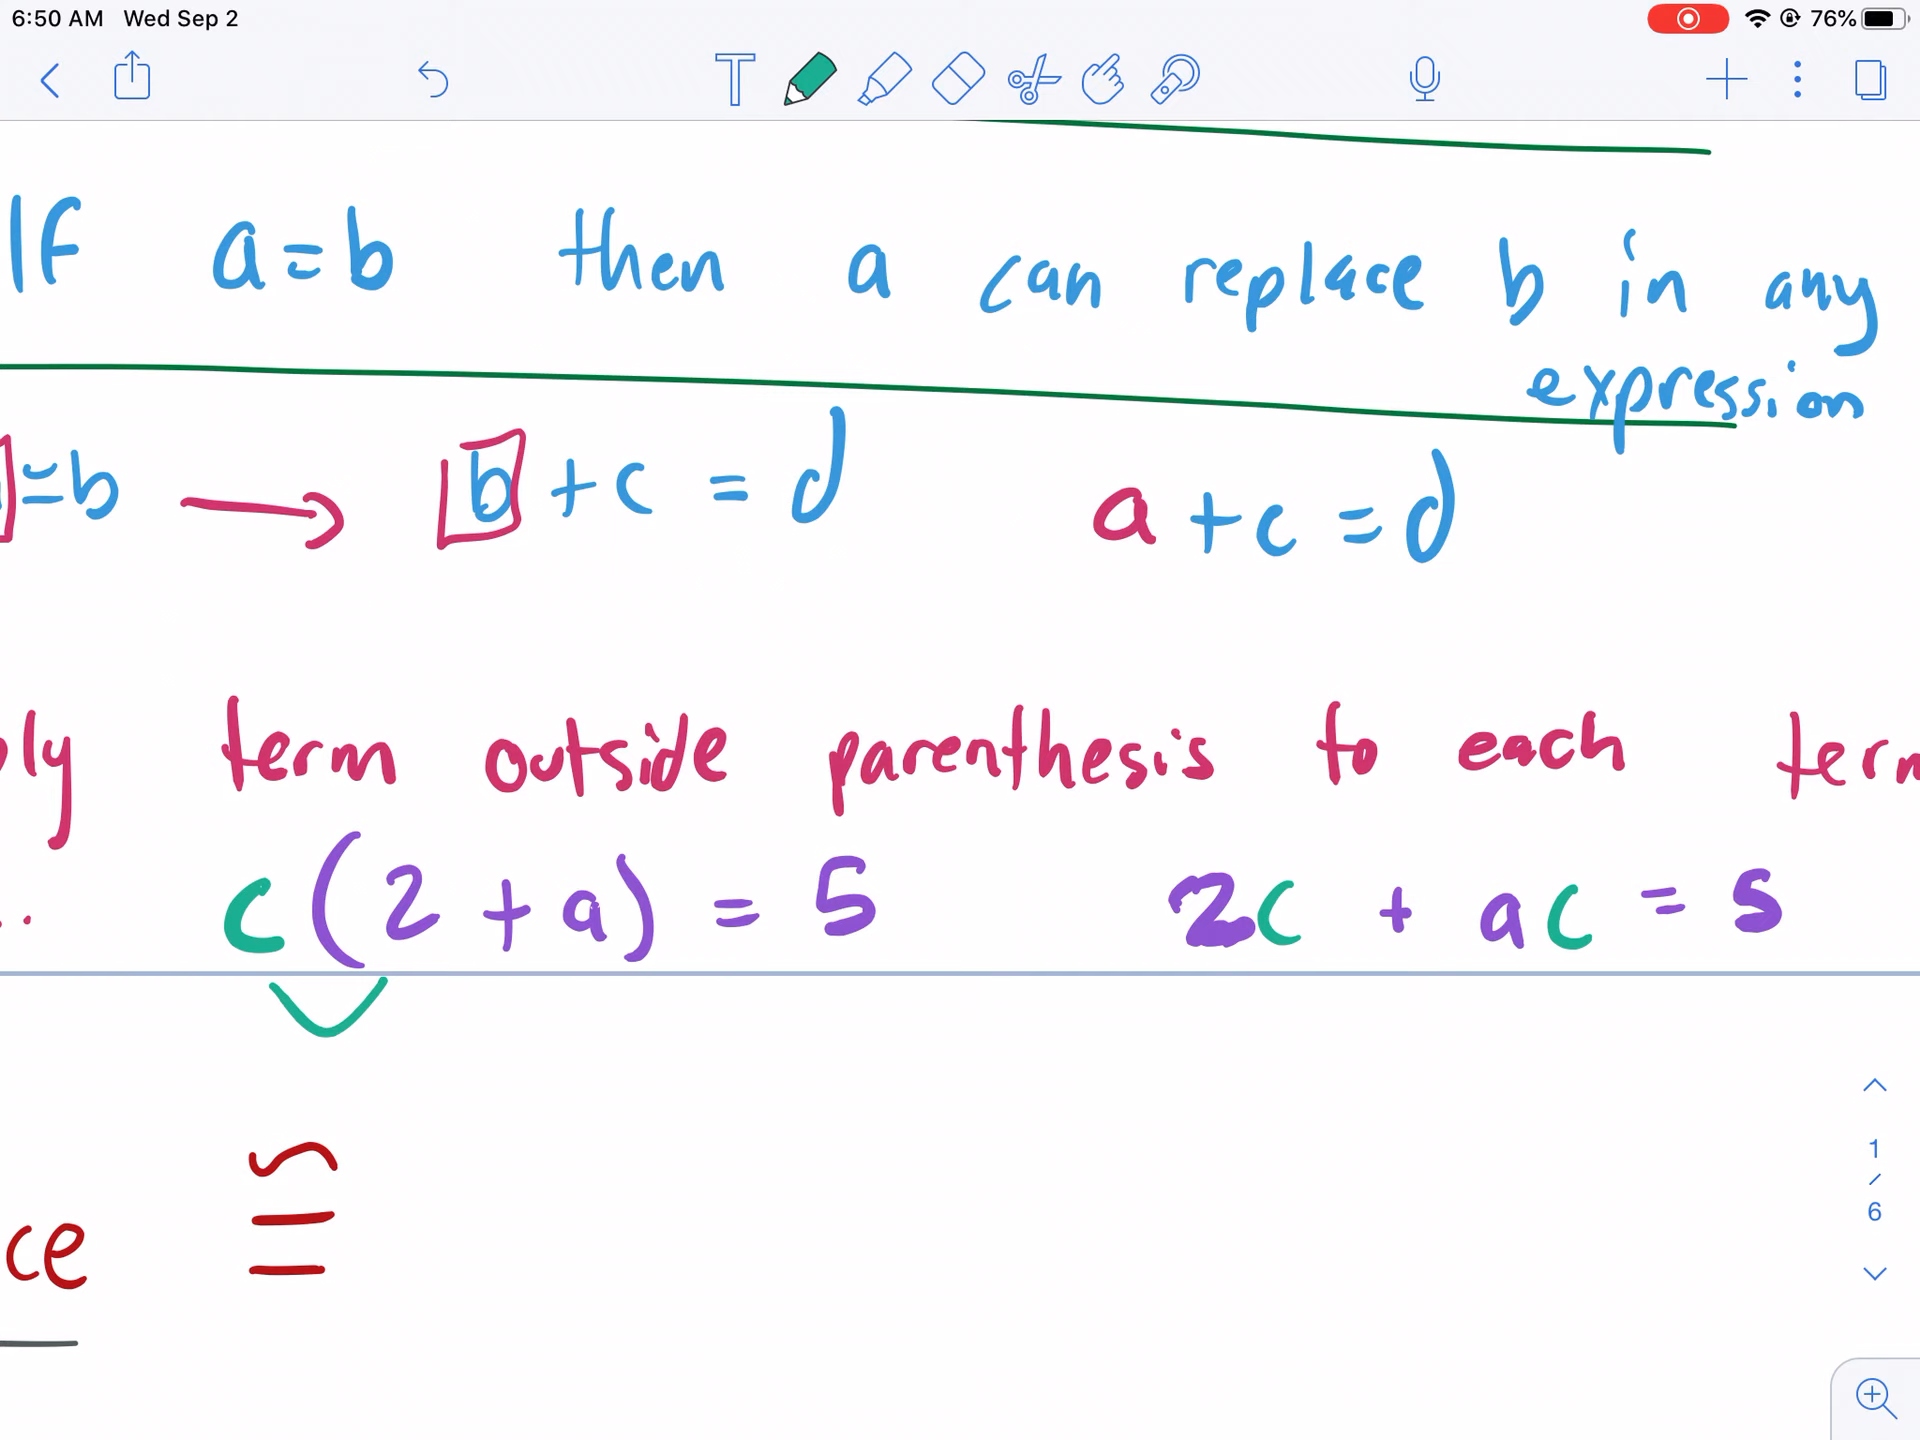 6:50 AM Wed Sep 2 76%
If a=b then a can replace b in any
expression
=b → b + c = d a + c = d
ply term outside parenthesis to each term
.. c(2 + a) = 5 2c + ac = 5
1
/
6
ce ≅